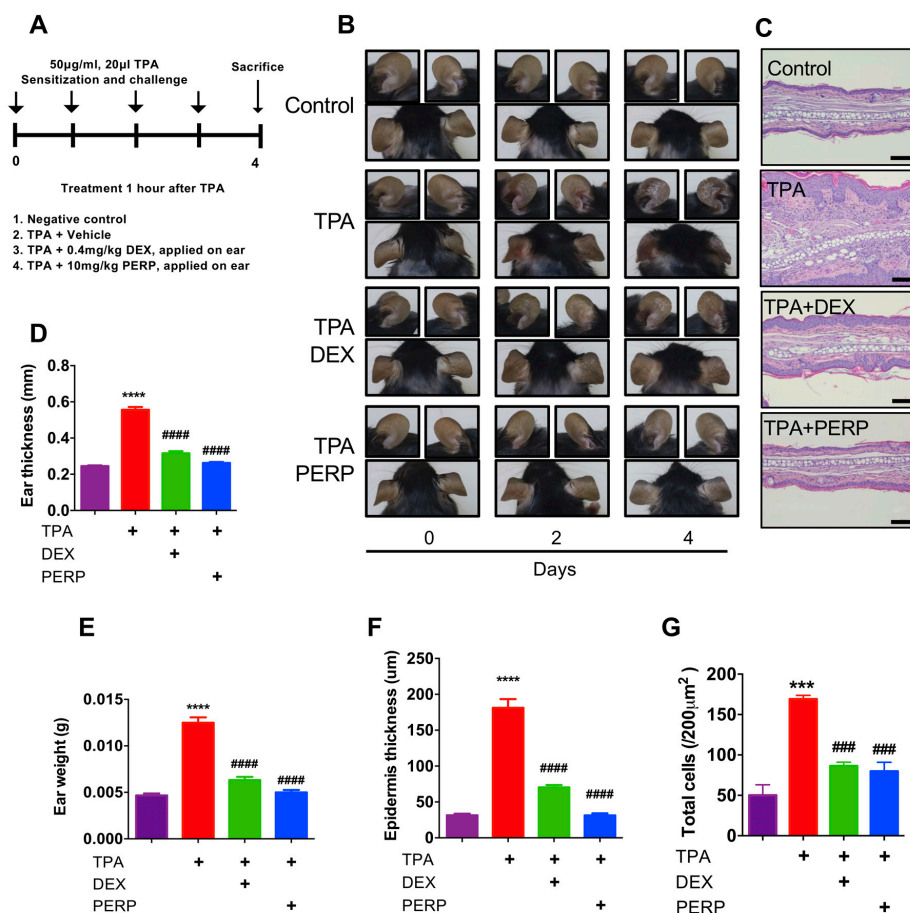 A
50µg/ml, 20µl TPA
Sensitization and challenge
Sacrifice
0
4
Treatment 1 hour after TPA
1. Negative control
2. TPA + Vehicle
3. TPA + 0.4mg/kg DEX, applied on ear
4. TPA + 10mg/kg PERP, applied on ear
B
Control
TPA
TPA
DEX
TPA
PERP
0 2 4
Days
C
Control
TPA
TPA+DEX
TPA+PERP
D
Ear thickness (mm)
0.8
0.6
0.4
0.2
0.0
****
####
####
TPA + + +
DEX +
PERP +
E
Ear weight (g)
0.015
0.010
0.005
0.000
****
####
####
TPA + + +
DEX +
PERP +
F
Epidermis thickness (um)
250
200
150
100
50
0
****
####
####
TPA + + +
DEX +
PERP +
G
Total cells (/200µm²)
200
150
100
50
0
***
###
###
TPA + + +
DEX +
PERP +